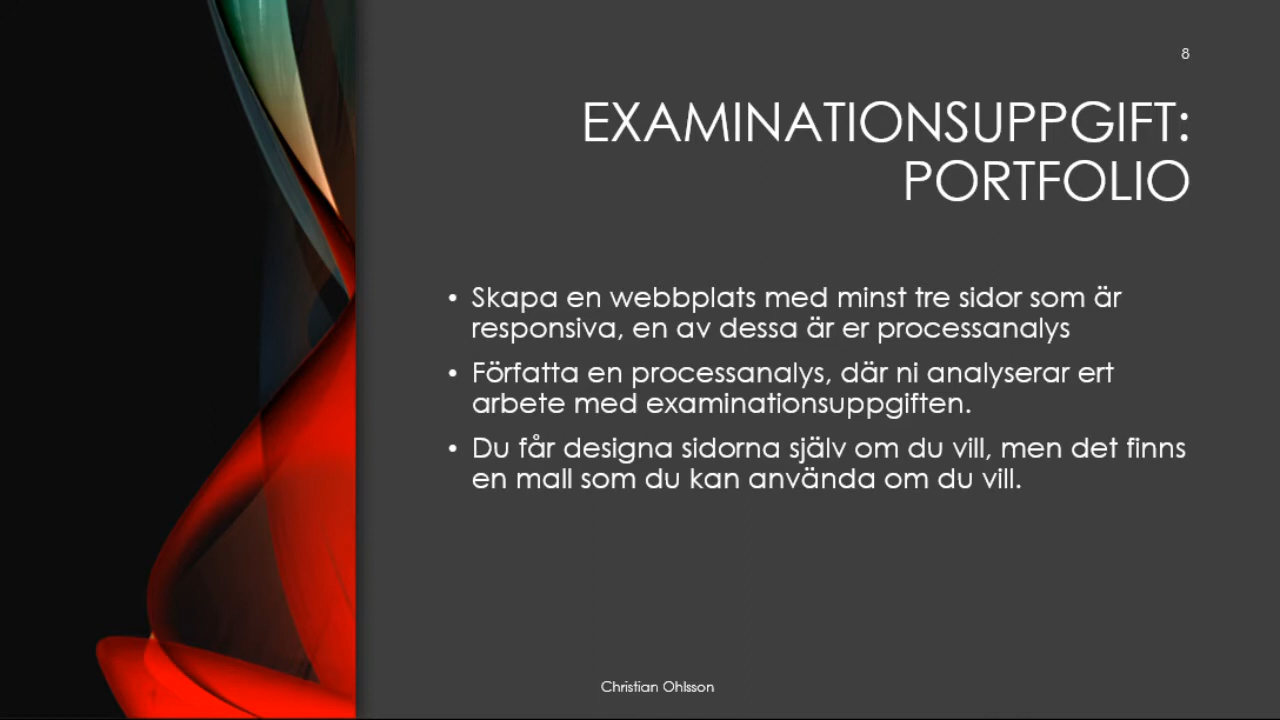 8
EXAMINATIONSUPPGIFT:
PORTFOLIO
• Skapa en webbplats med minst tre sidor som är
responsiva, en av dessa är er processanalys
• Författa en processanalys, där ni analyserar ert
arbete med examinationsuppgiften.
• Du får designa sidorna själv om du vill, men det finns
en mall som du kan använda om du vill.
Christian Ohlsson